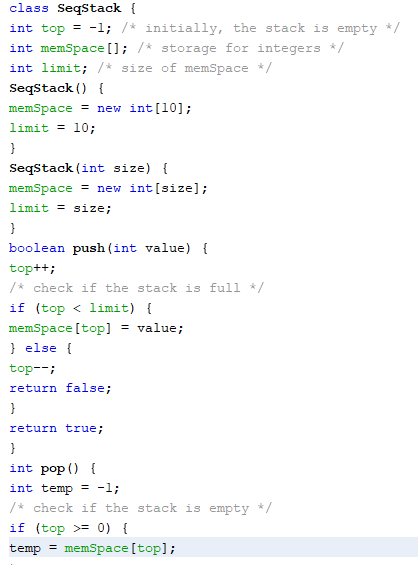 class SeqStack {
int top = -1; /* initially, the stack is empty */
int memSpace[]; /* storage for integers */
int limit; /* size of memSpace */
SeqStack() {
memSpace = new int[10];
limit = 10;
}
SeqStack(int size) {
memSpace = new int[size];
limit = size;
}
boolean push(int value) {
top++;
/* check if the stack is full */
if (top < limit) {
memSpace[top] = value;
} else {
top--;
return false;
}
return true;
}
int pop() {
int temp = -1;
/* check if the stack is empty */
if (top >= 0) {
temp = memSpace[top];